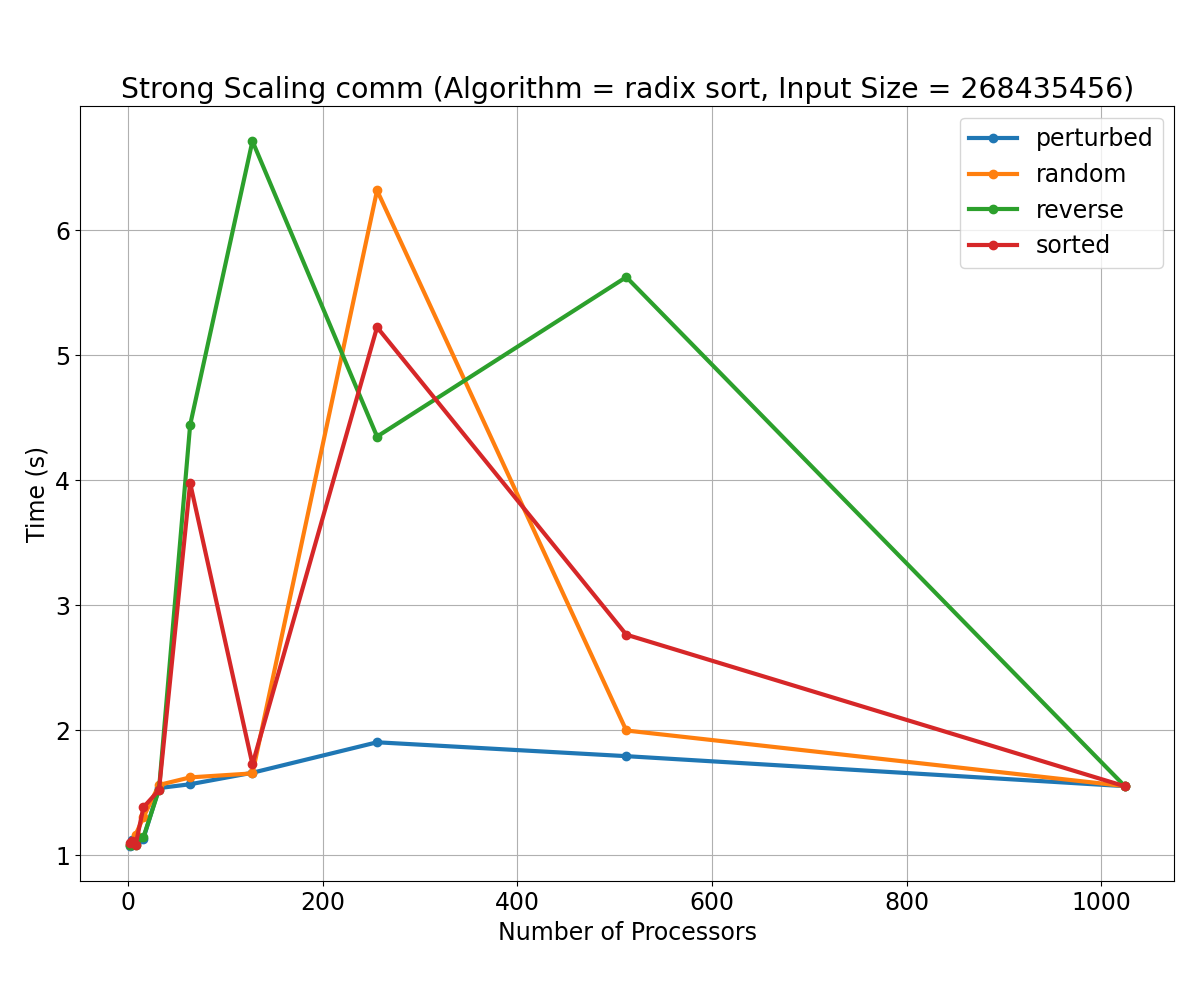 Strong Scaling comm (Algorithm = radix sort, Input Size = 268435456)
perturbed
random
reverse
sorted
6
5
4
3
2
1
Time (s)
0 200 400 600 800 1000
Number of Processors